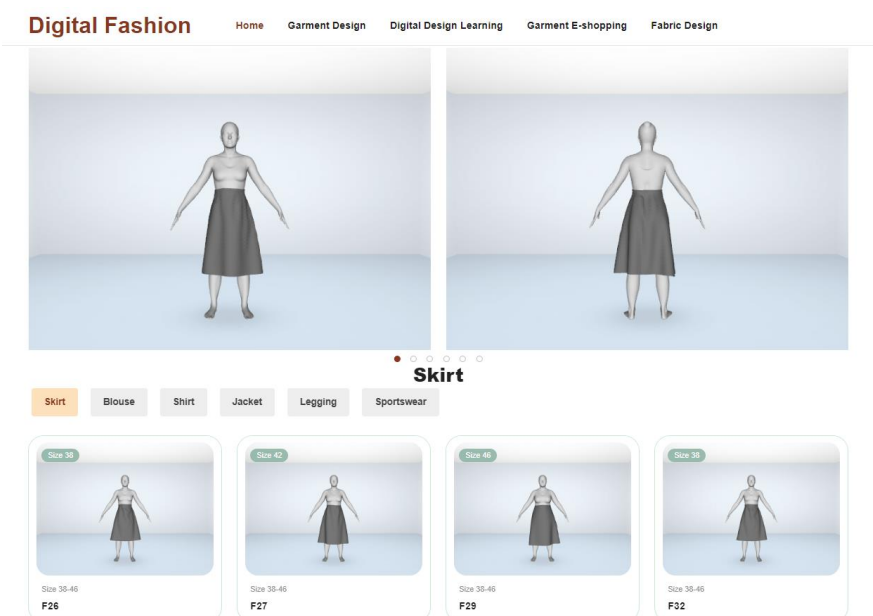 Digital Fashion
Home Garment Design Digital Design Learning Garment E-shopping Fabric Design
Skirt
Skirt Blouse Shirt Jacket Legging Sportswear
Size 38 Size 42 Size 46 Size 38
Size 38-46 Size 38-46 Size 38-46 Size 38-46
F26 F27 F29 F32